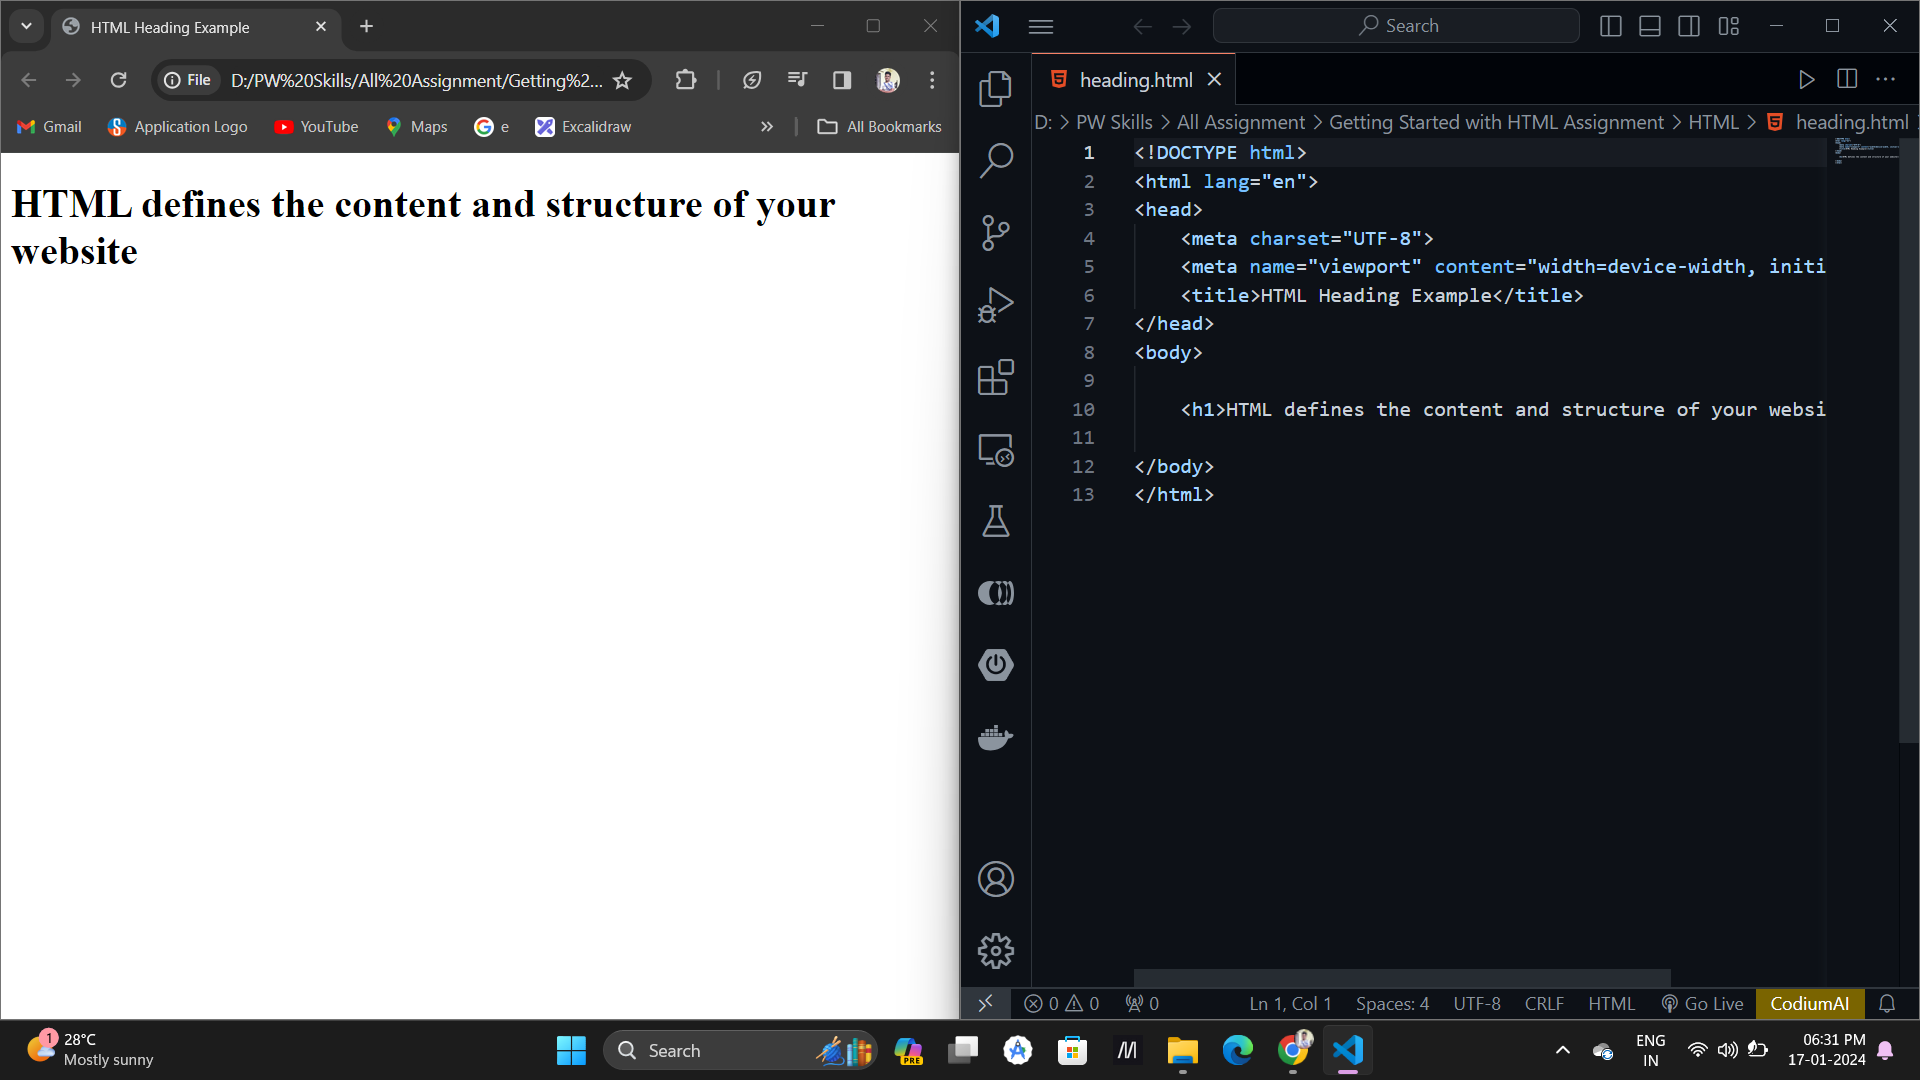 HTML Heading Example
File
D:/PW%20Skills/All%20Assignment/Getting%2...
Gmail
Application Logo
YouTube
Maps
e
Excalidraw
All Bookmarks
HTML defines the content and structure of your
website
Search
heading.html
D: > PW Skills > All Assignment > Getting Started with HTML Assignment > HTML > heading.html
1 <!DOCTYPE html>
2 <html lang="en">
3 <head>
4 <meta charset="UTF-8">
5 <meta name="viewport" content="width=device-width, initi
6 <title>HTML Heading Example</title>
7 </head>
8 <body>
9
10 <h1>HTML defines the content and structure of your websi
11
12 </body>
13 </html>
0 0 0 Ln 1, Col 1 Spaces: 4 UTF-8 CRLF HTML Go Live CodiumAI
1
28°C
Mostly sunny
Search
PRE
ENG
IN
06:31 PM
17-01-2024